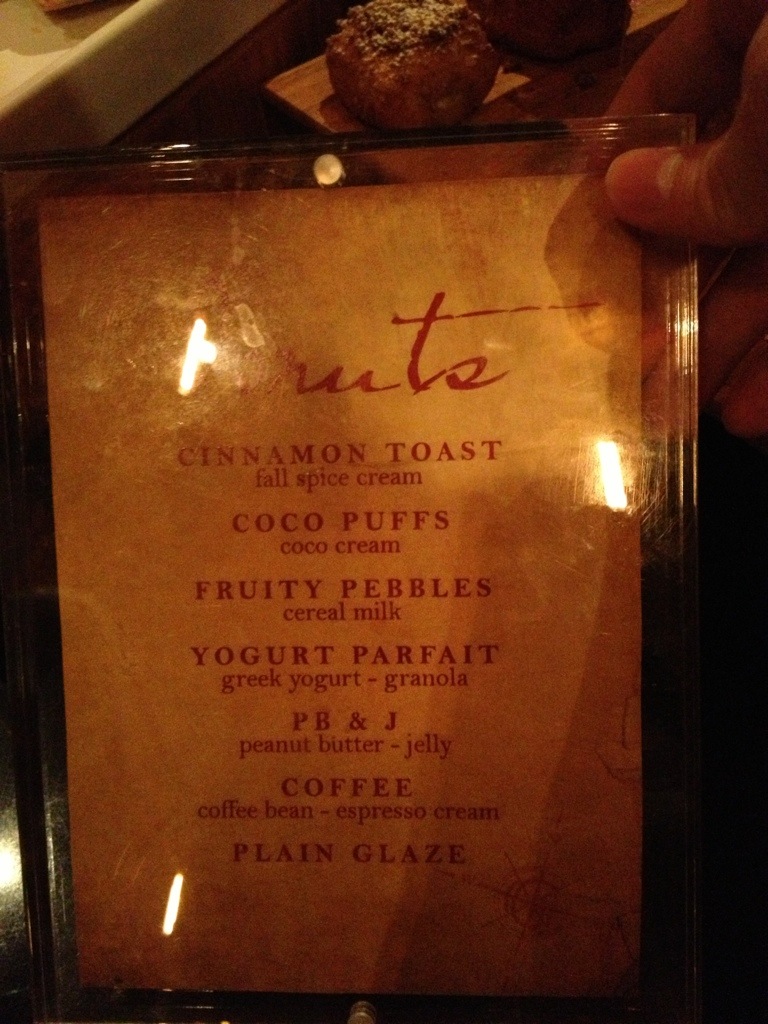 CINNAMON TOAST
fall spice cream
COCO PUFFS
coco cream
FRUITY PEBBLES
cereal milk
YOGURT PARFAIT
greek yogurt - granola
PB & J
peanut butter - jelly
COFFEE
coffee bean - espresso cream
PLAIN GLAZE